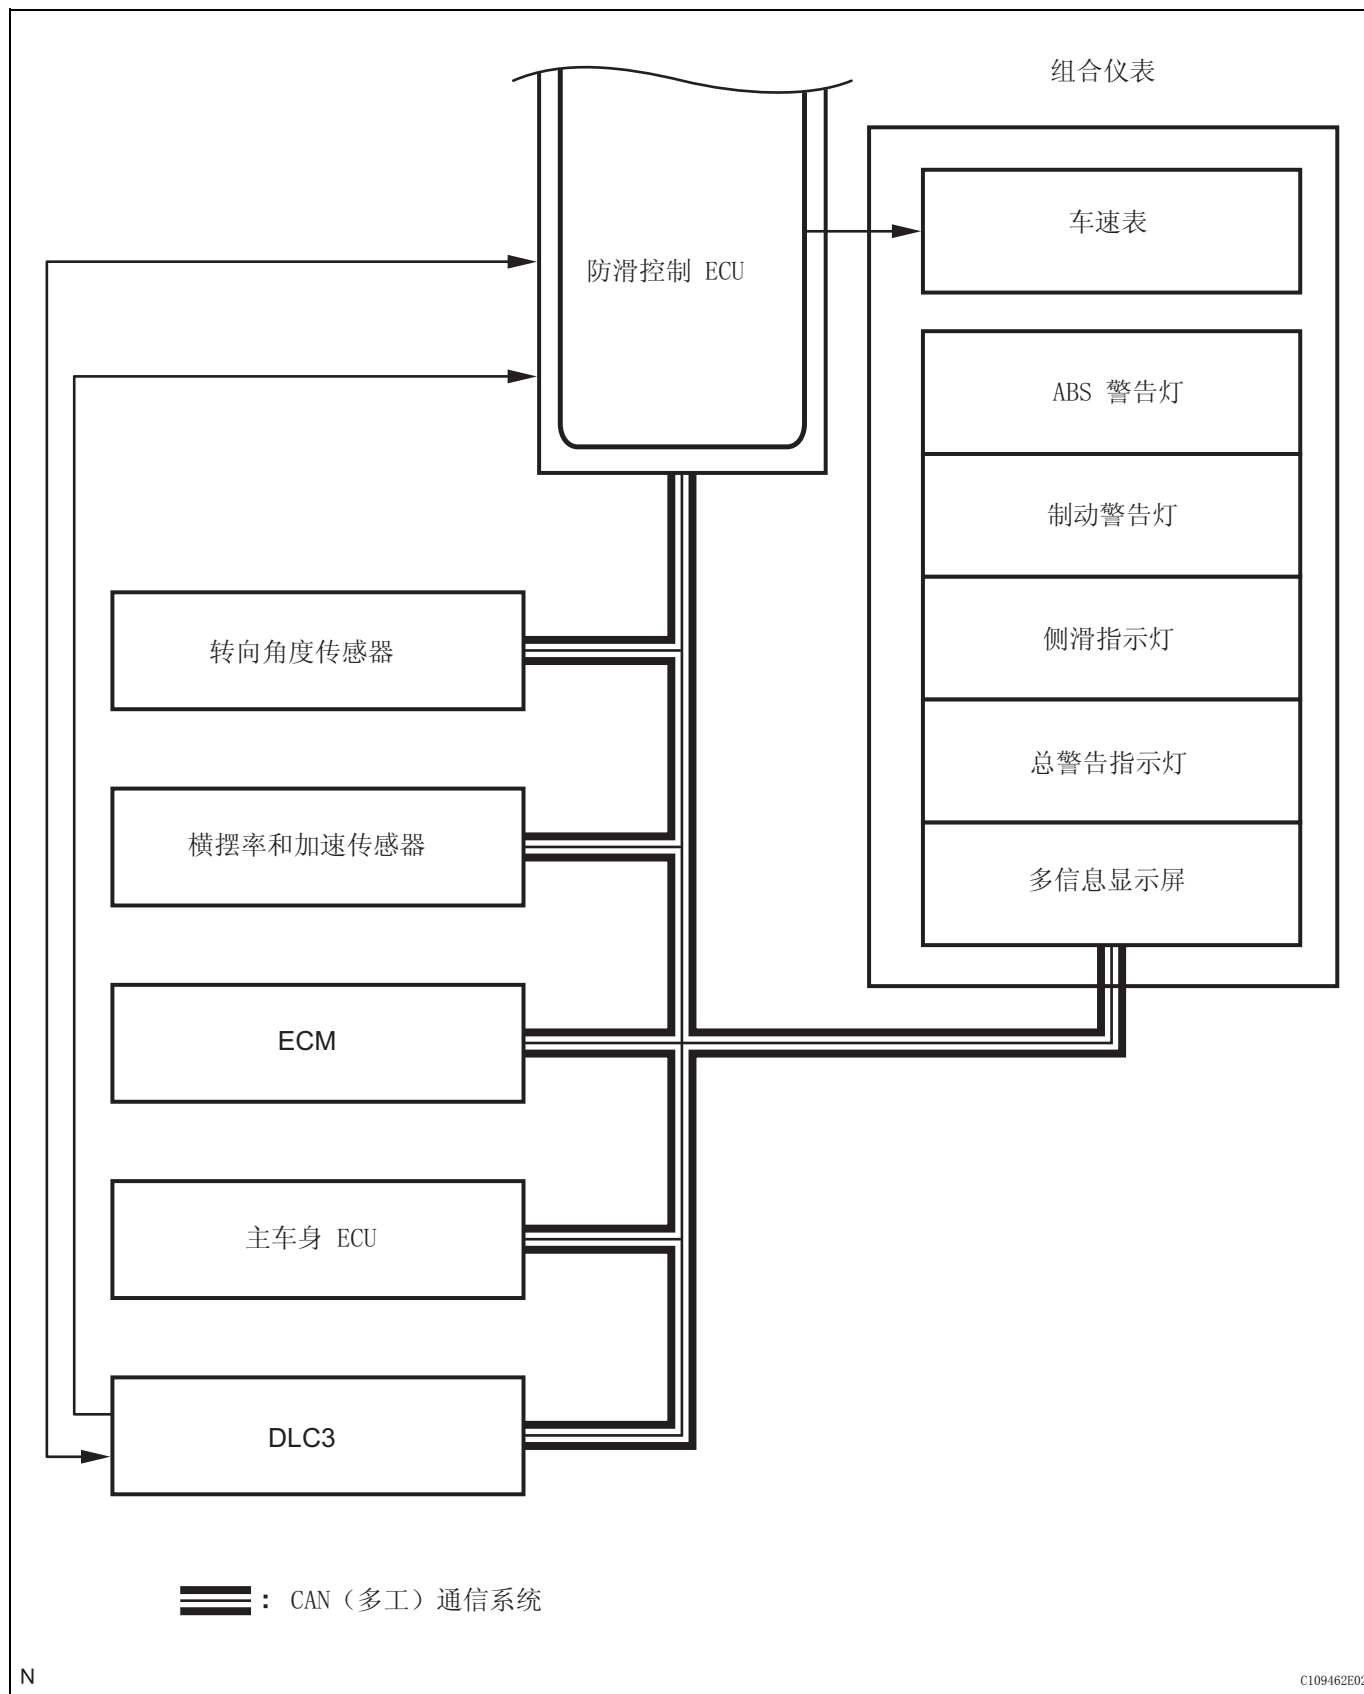 组合仪表
车速表
防滑控制 ECU
ABS 警告灯
制动警告灯
侧滑指示灯
总警告指示灯
多信息显示屏
转向角度传感器
横摆率和加速传感器
ECM
主车身 ECU
DLC3
: CAN（多工）通信系统
N
C109462E02